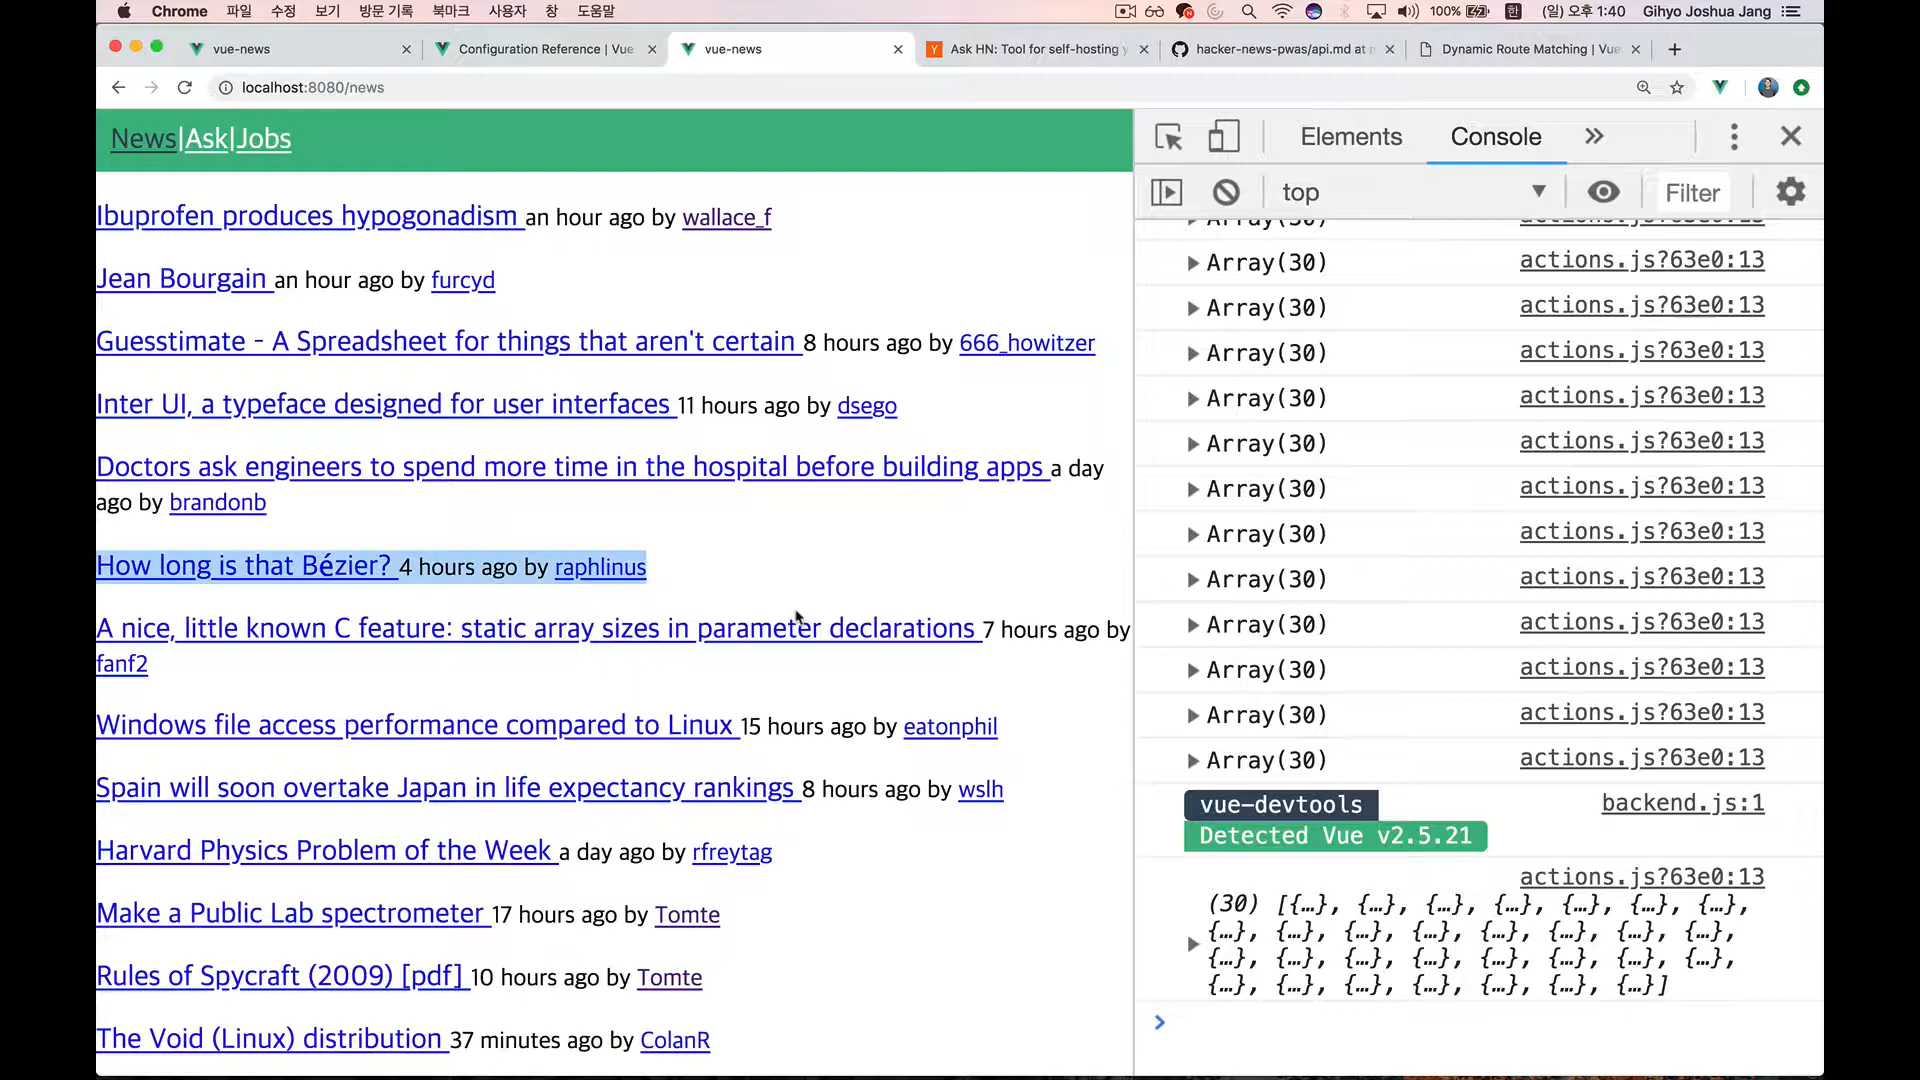 Chrome 파일 수정 보기 방문 기록 북마크 사용자 창 도움말 100% 한 (일) 오후 1:40 Gihyo Joshua Jang
vue-news Configuration Reference | Vue vue-news Ask HN: Tool for self-hosting hacker-news-pwas/api.md at Dynamic Route Matching | Vue
localhost:8080/news
News|Ask|Jobs
Ibuprofen produces hypogonadism an hour ago by wallace_f
Jean Bourgain an hour ago by furcyd
Guesstimate - A Spreadsheet for things that aren't certain 8 hours ago by 666_howitzer
Inter UI, a typeface designed for user interfaces 11 hours ago by dsego
Doctors ask engineers to spend more time in the hospital before building apps a day
ago by brandonb
How long is that Bézier? 4 hours ago by raphlinus
A nice, little known C feature: static array sizes in parameter declarations 7 hours ago by
fanf2
Windows file access performance compared to Linux 15 hours ago by eatonphil
Spain will soon overtake Japan in life expectancy rankings 8 hours ago by wslh
Harvard Physics Problem of the Week a day ago by rfreytag
Make a Public Lab spectrometer 17 hours ago by Tomte
Rules of Spycraft (2009) [pdf] 10 hours ago by Tomte
The Void (Linux) distribution 37 minutes ago by ColanR
Elements Console
top Filter
Array(30) actions.js?63e0:13
Array(30) actions.js?63e0:13
Array(30) actions.js?63e0:13
Array(30) actions.js?63e0:13
Array(30) actions.js?63e0:13
Array(30) actions.js?63e0:13
Array(30) actions.js?63e0:13
Array(30) actions.js?63e0:13
Array(30) actions.js?63e0:13
Array(30) actions.js?63e0:13
Array(30) actions.js?63e0:13
Array(30) actions.js?63e0:13
Array(30) actions.js?63e0:13
vue-devtools backend.js:1
Detected Vue v2.5.21
actions.js?63e0:13
(30) [{…}, {…}, {…}, {…}, {…}, {…}, {…},
{…}, {…}, {…}, {…}, {…}, {…}, {…}, {…},
{…}, {…}, {…}, {…}, {…}, {…}, {…}, {…},
{…}, {…}, {…}, {…}, {…}, {…}, {…}]